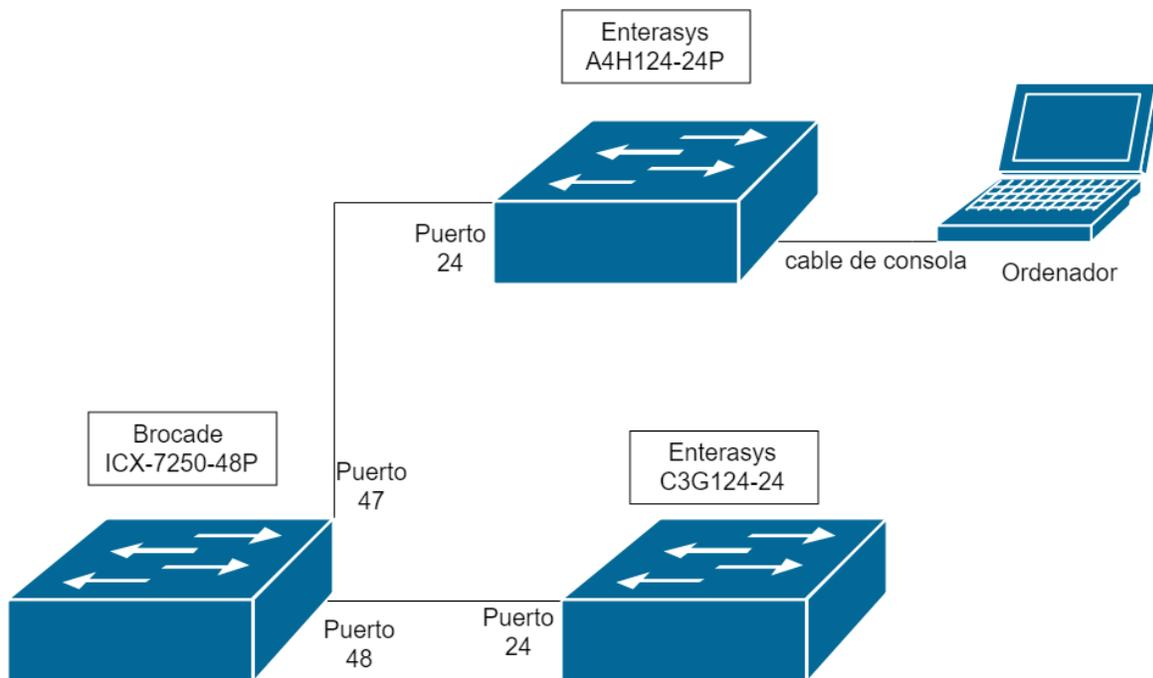 Enterasys
A4H124-24P
Puerto
24
cable de consola
Ordenador
Brocade
ICX-7250-48P
Puerto
47
Enterasys
C3G124-24
Puerto
48
Puerto
24